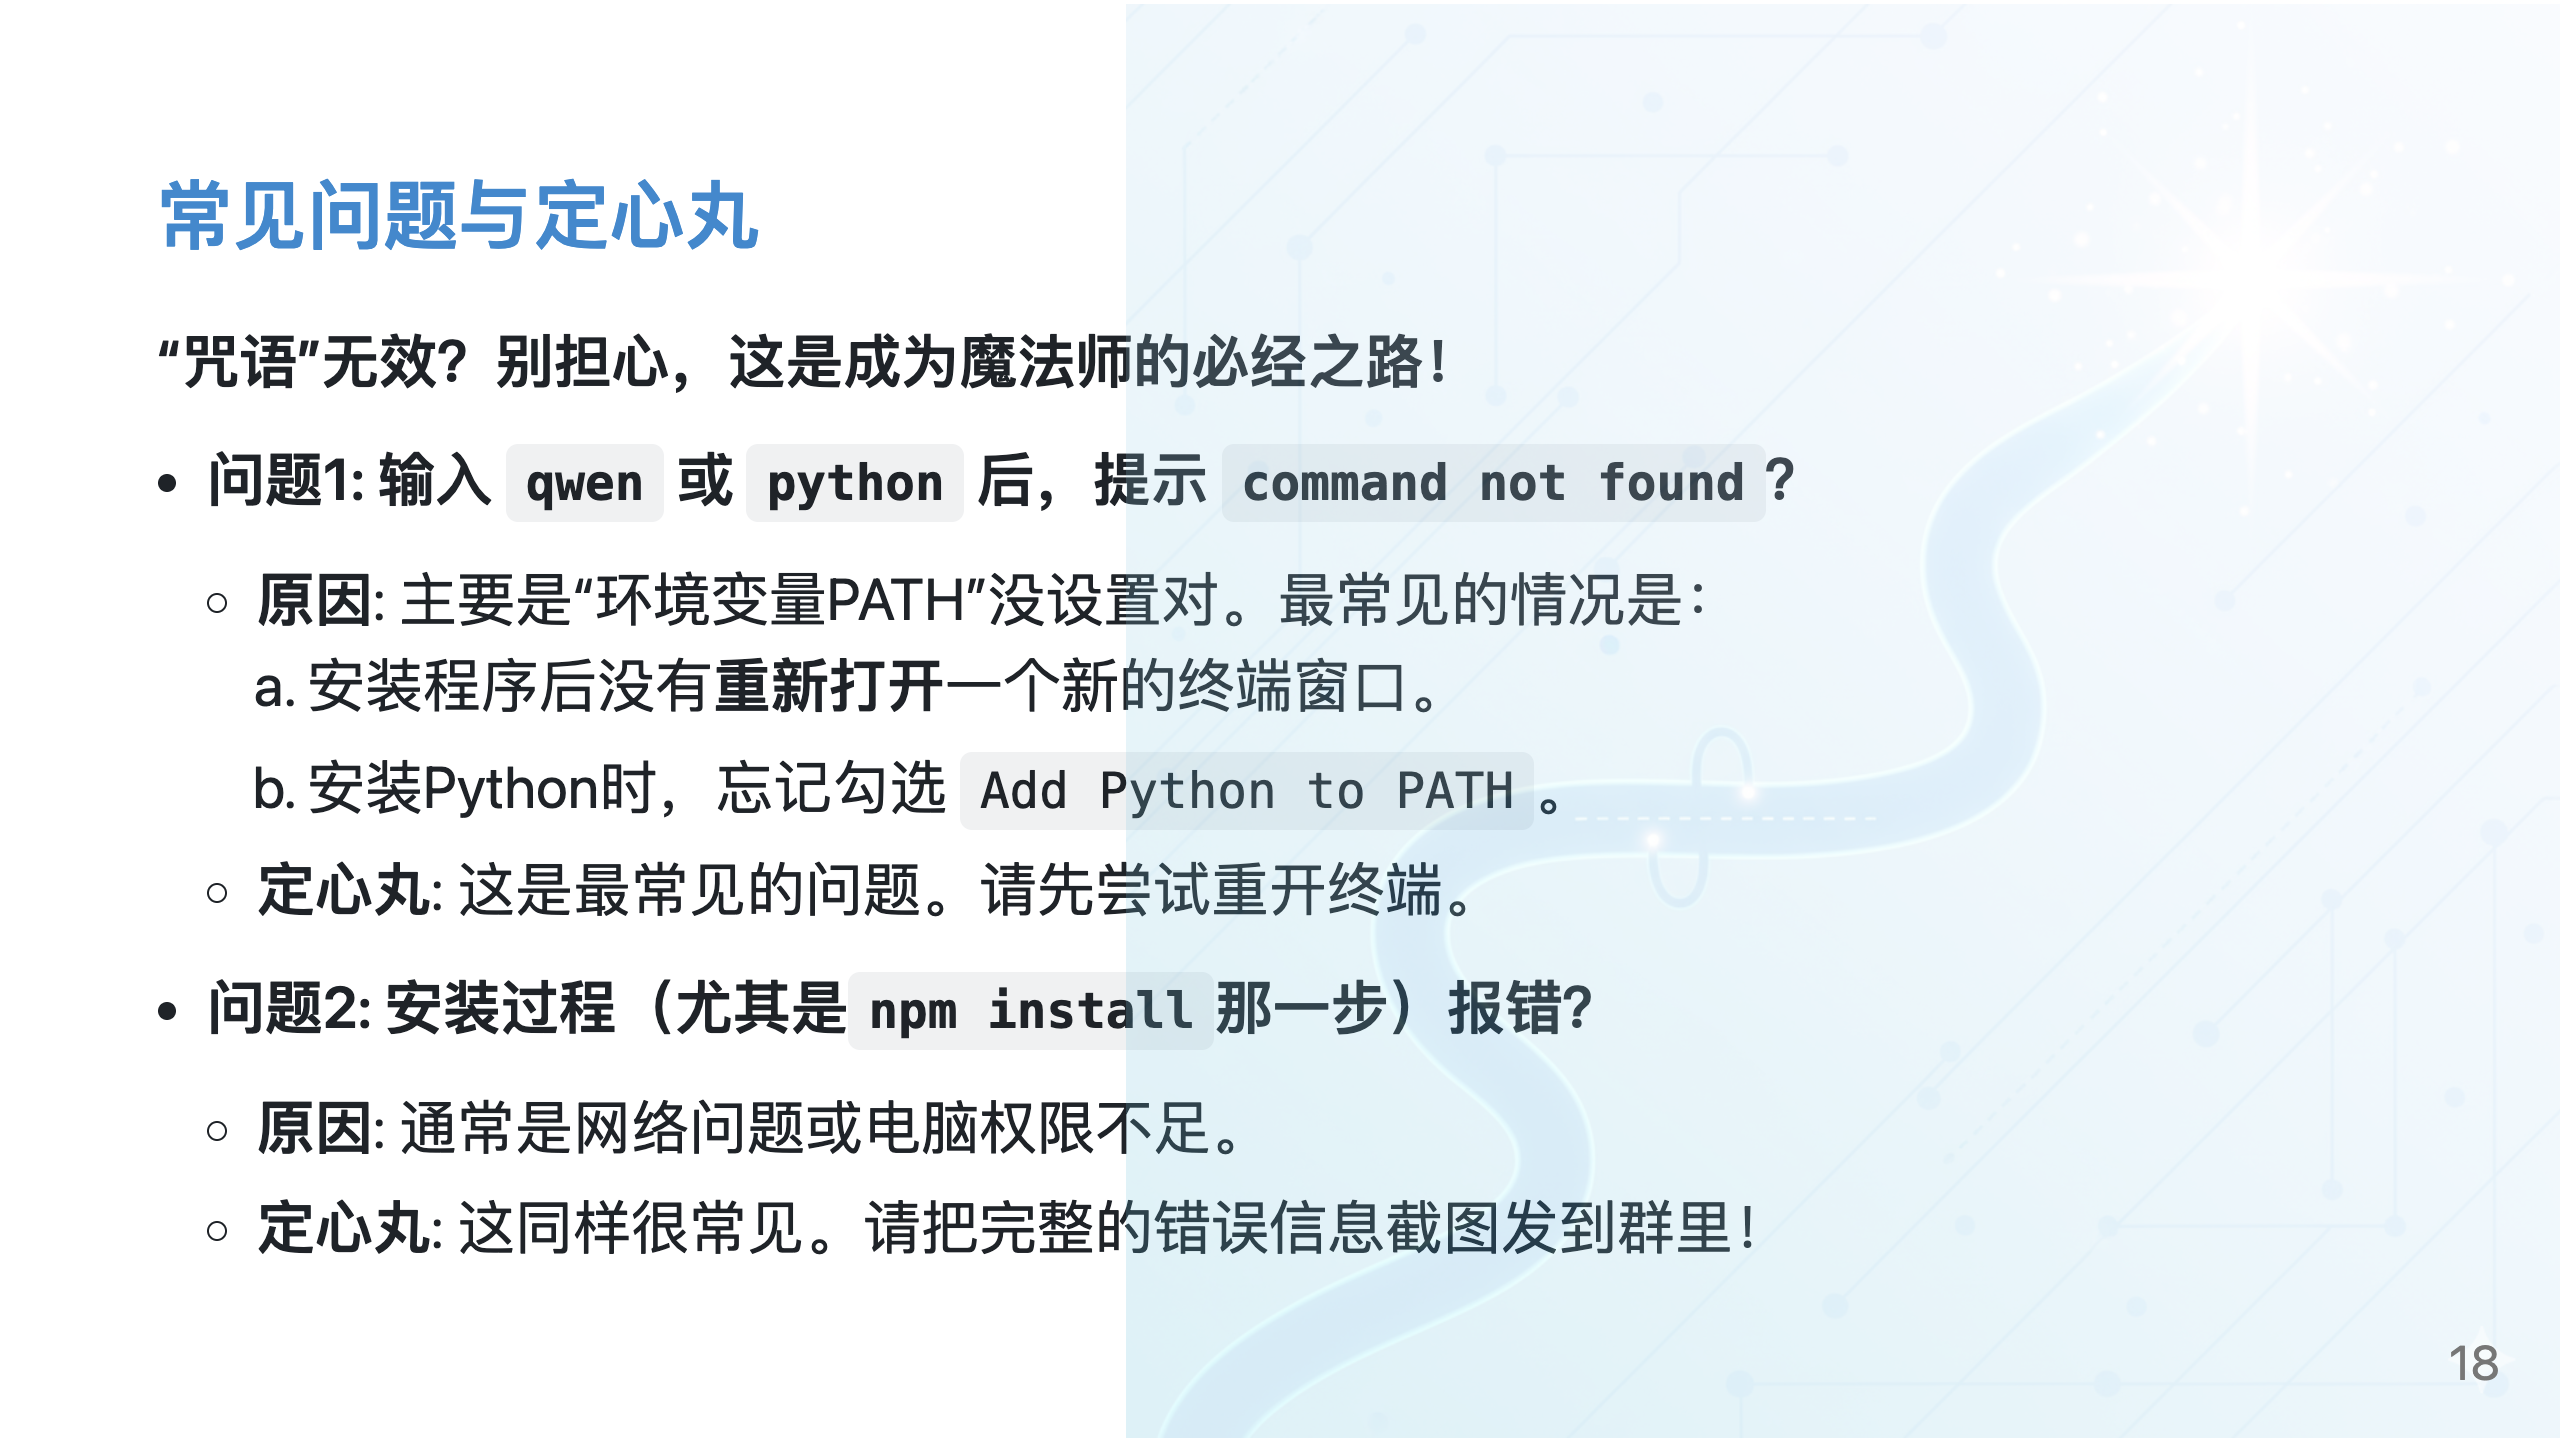 常见问题与定心丸
“咒语”无效？别担心，这是成为魔法师的必经之路！
• 问题1: 输入 qwen 或 python 后，提示 command not found ？
○ 原因: 主要是“环境变量PATH”没设置对。最常见的情况是：
a. 安装程序后没有重新打开一个新的终端窗口。
b. 安装Python时，忘记勾选 Add Python to PATH 。
○ 定心丸: 这是最常见的问题。请先尝试重开终端。
• 问题2: 安装过程（尤其是 npm install 那一步）报错？
○ 原因: 通常是网络问题或电脑权限不足。
○ 定心丸: 这同样很常见。请把完整的错误信息截图发到群里！
18